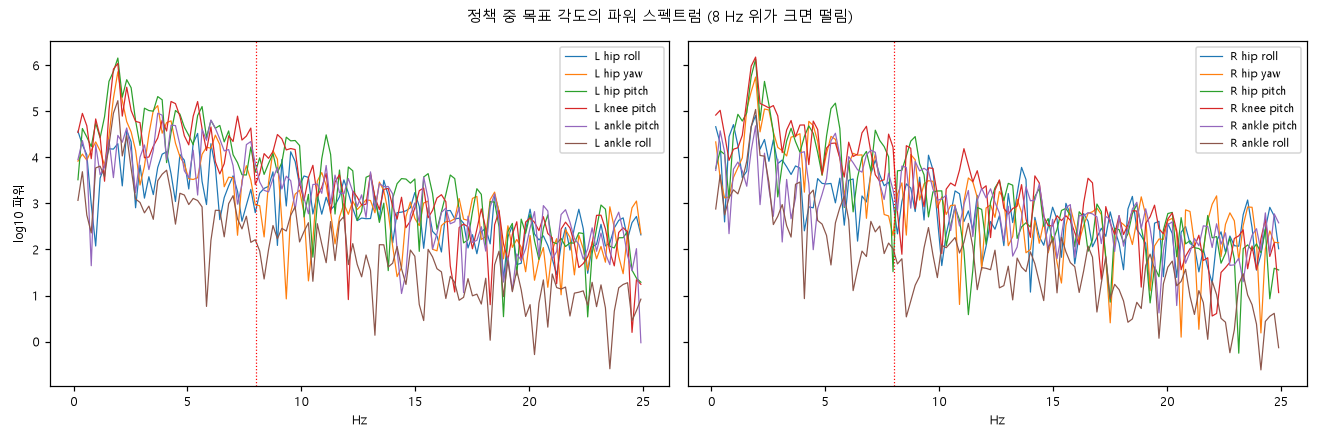 정책 중 목표 각도의 파워 스펙트럼 (8 Hz 위가 크면 떨림)
log10 파워
6
5
4
3
2
1
0
L hip roll
L hip yaw
L hip pitch
L knee pitch
L ankle pitch
L ankle roll
0 5 10 15 20 25
Hz
R hip roll
R hip yaw
R hip pitch
R knee pitch
R ankle pitch
R ankle roll
0 5 10 15 20 25
Hz